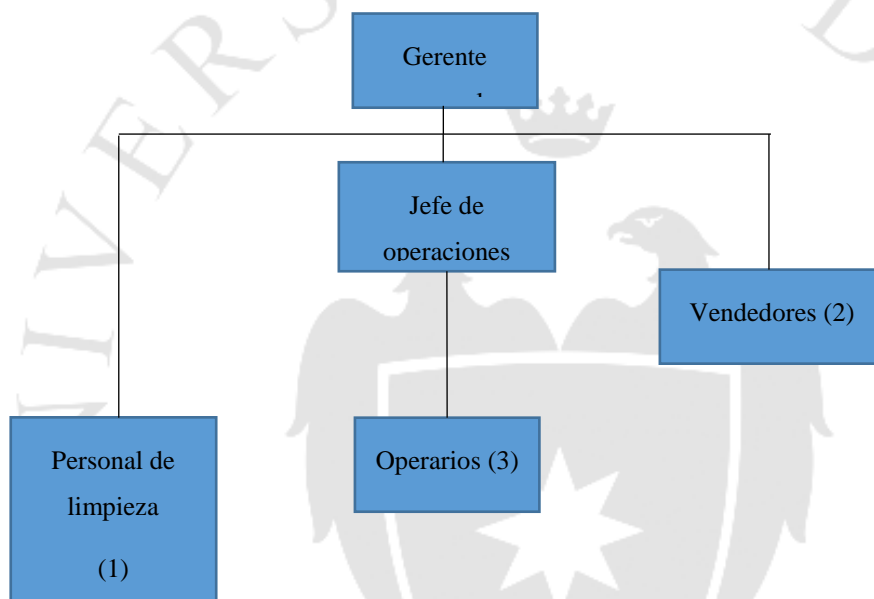 Gerente
Jefe de
operaciones
Vendedores (2)
Personal de
limpieza
(1)
Operarios (3)